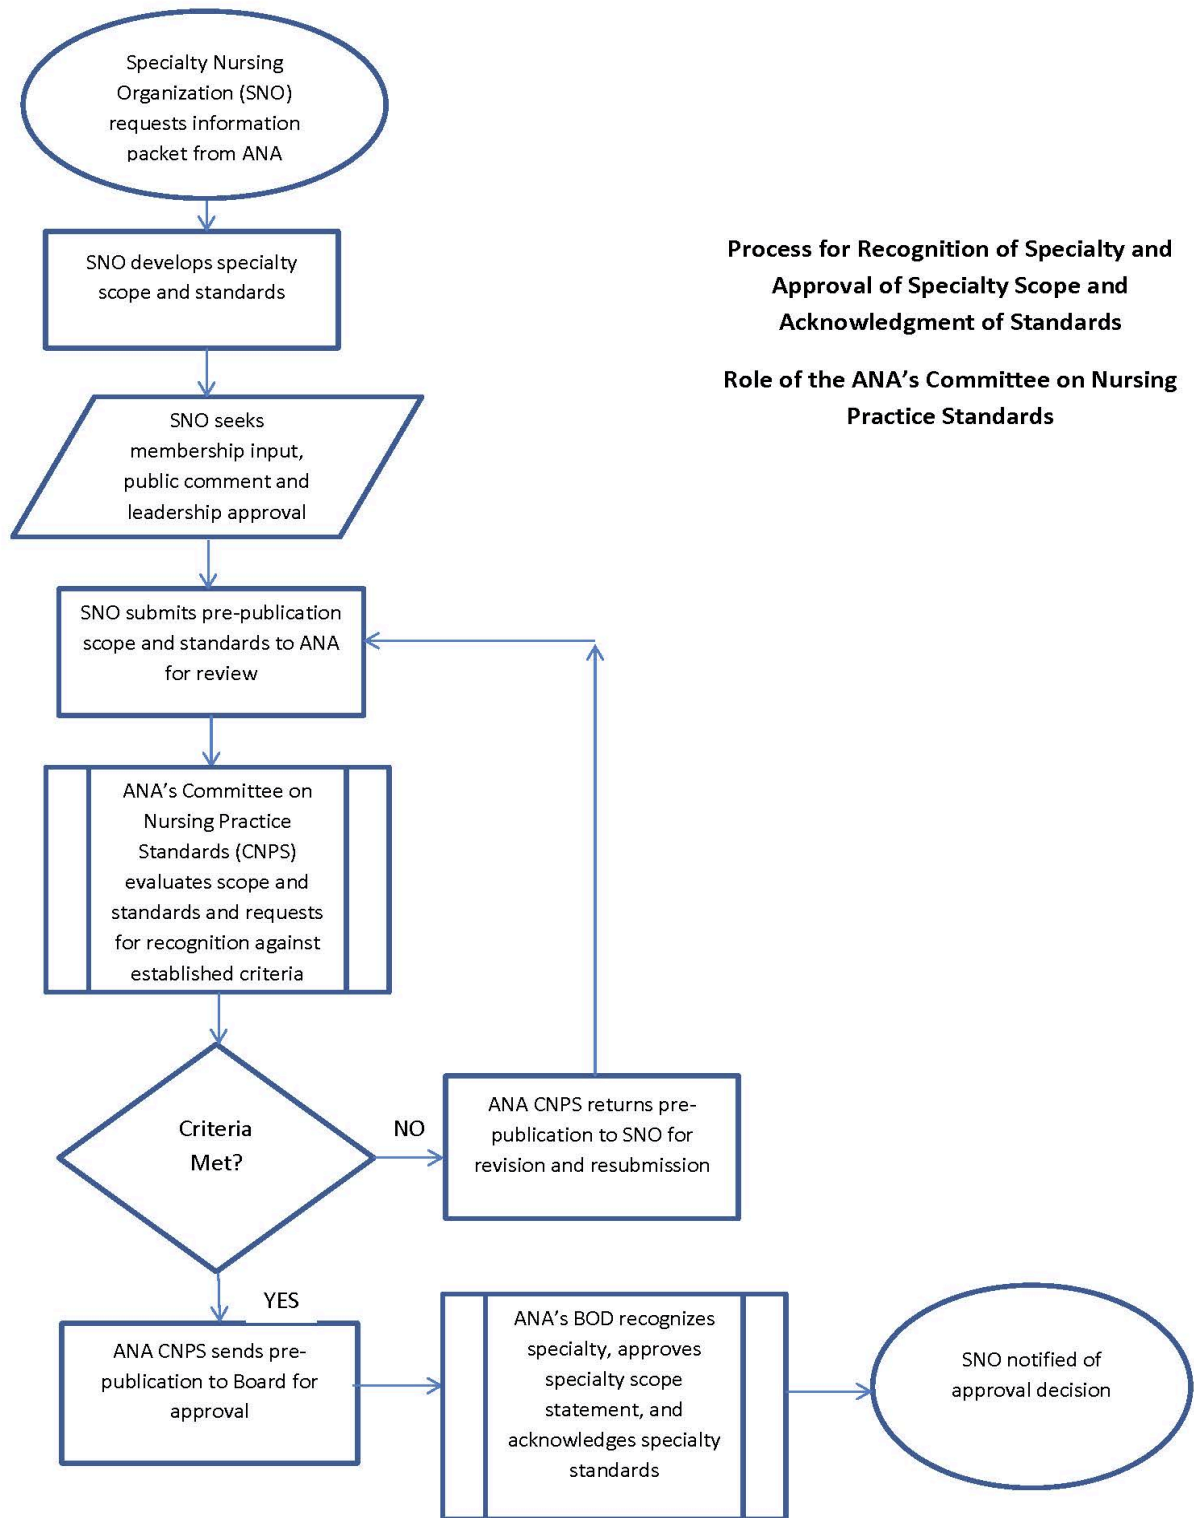 Specialty Nursing
Organization (SNO)
requests information
packet from ANA
SNO develops specialty
scope and standards
Process for Recognition of Specialty and
Approval of Specialty Scope and
Acknowledgment of Standards
Role of the ANA's Committee on Nursing
Practice Standards
SNO seeks
membership input,
public comment and
leadership approval
SNO submits pre-publication
scope and standards to ANA
for review
ANA's Committee on
Nursing Practice
Standards (CNPS)
evaluates scope and
standards and requests
for recognition against
established criteria
Criteria
Met?
NO
ANA CNPS returns pre-
publication to SNO for
revision and resubmission
YES
ANA CNPS sends pre-
publication to Board for
approval
ANA's BOD recognizes
specialty, approves
specialty scope
statement, and
acknowledges specialty
standards
SNO notified of
approval decision